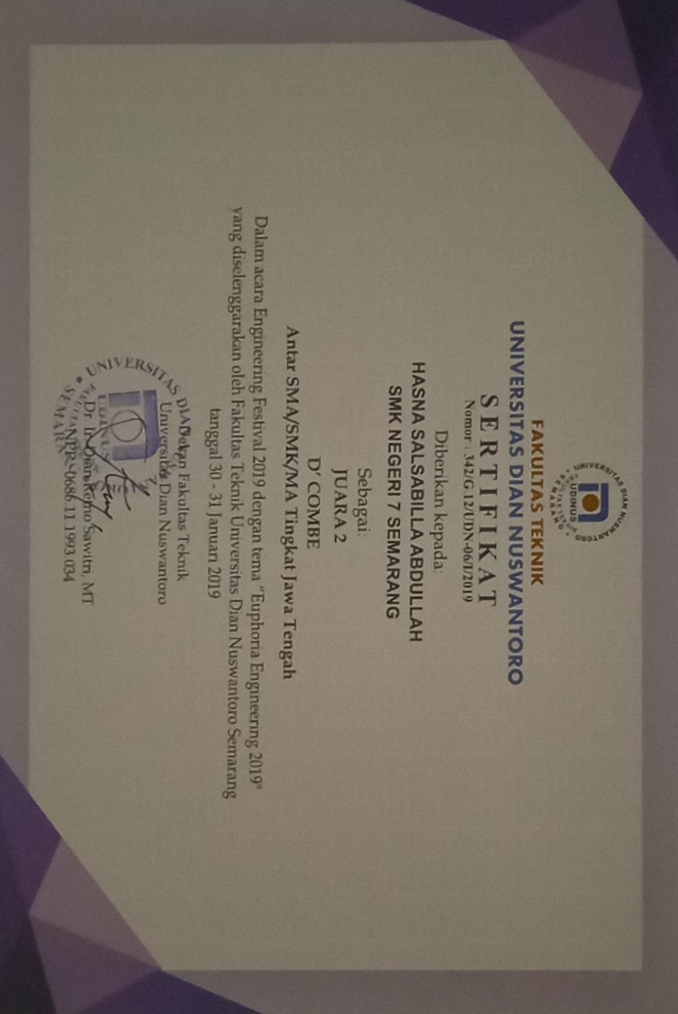 UNIVERSITAS DIAN NUSWANTORO
UDINUS
FAKULTAS TEKNIK
SEMARANG
FAKULTAS TEKNIK
UNIVERSITAS DIAN NUSWANTORO
SERTIFIKAT
Nomor : 342/G.12/UDN-06/I/2019
Diberikan kepada:
HASNA SALSABILLA ABDULLAH
SMK NEGERI 7 SEMARANG
Sebagai:
JUARA 2
D' COMBE
Antar SMA/SMK/MA Tingkat Jawa Tengah
Dalam acara Engineering Festival 2019 dengan tema "Euphoria Engineering 2019"
yang diselenggarakan oleh Fakultas Teknik Universitas Dian Nuswantoro Semarang
tanggal 30 - 31 Januari 2019
Dekan Fakultas Teknik
Universitas Dian Nuswantoro
UNIVERSITAS DIAN NUSWANTORO
UDINUS
SEMARANG
Dr. Ir. Dian Retno Sawitri, MT
NPP. 0686.11.1993.034